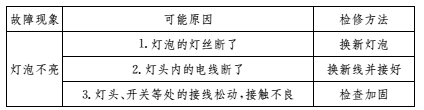 故障现象 可能原因 检修方法
灯泡不亮 1.灯泡的灯丝断了 换新灯泡
2.灯头内的电线断了 换新线并接好
3.灯头、开关等处的接线松动,接触不良 检查加固